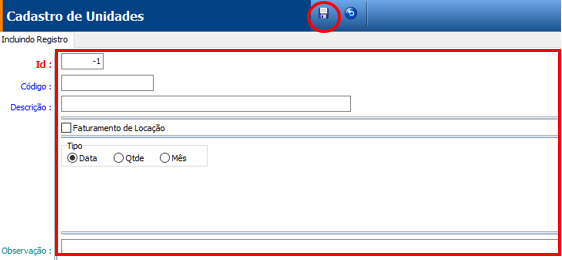 Cadastro de Unidades
Incluindo Registro
Id :
-1
Código :
Descrição :
Faturamento de Locação
Tipo
Data Qtde Mês
Observação :